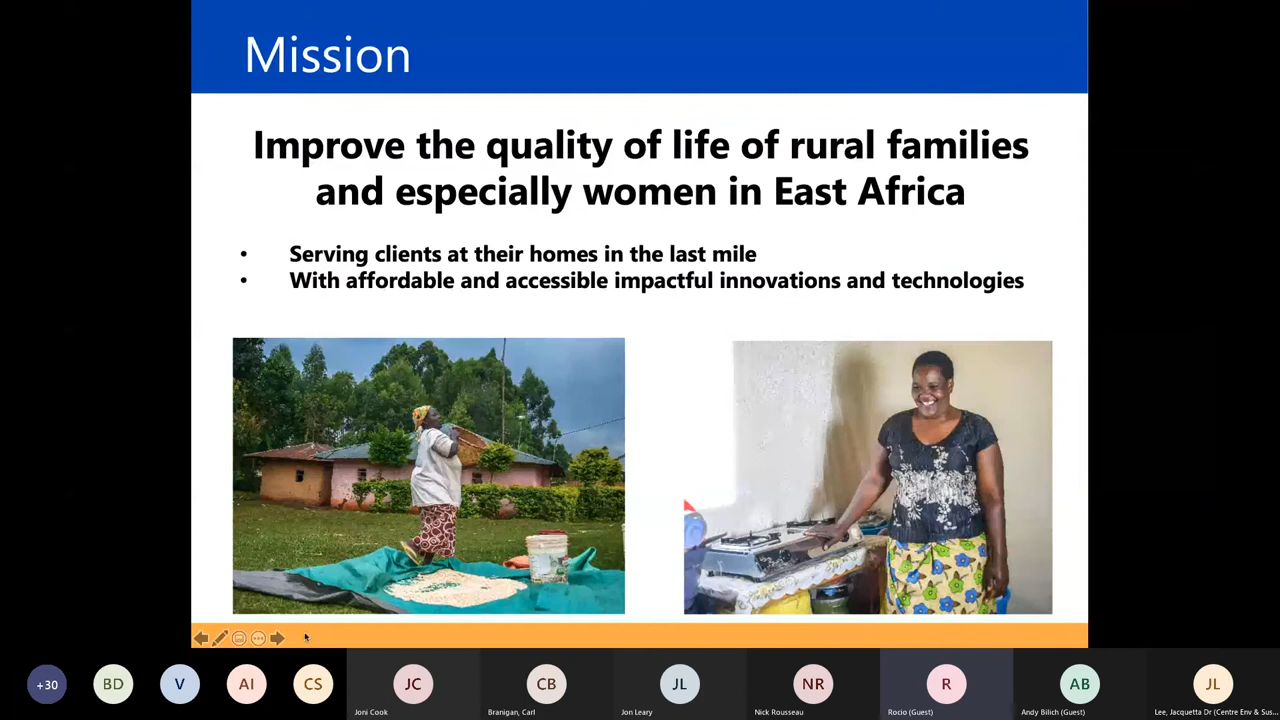 Mission
Improve the quality of life of rural families
and especially women in East Africa
• Serving clients at their homes in the last mile
• With affordable and accessible impactful innovations and technologies
+30
BD
V
AI
CS
JC
CB
JL
NR
R
AB
JL
Joni Cook
Branigan, Carl
Jon Leary
Nick Rousseau
Rocio (Guest)
Andy Bilich (Guest)
Lee, Jacquetta Dr (Centre Env & Sus...